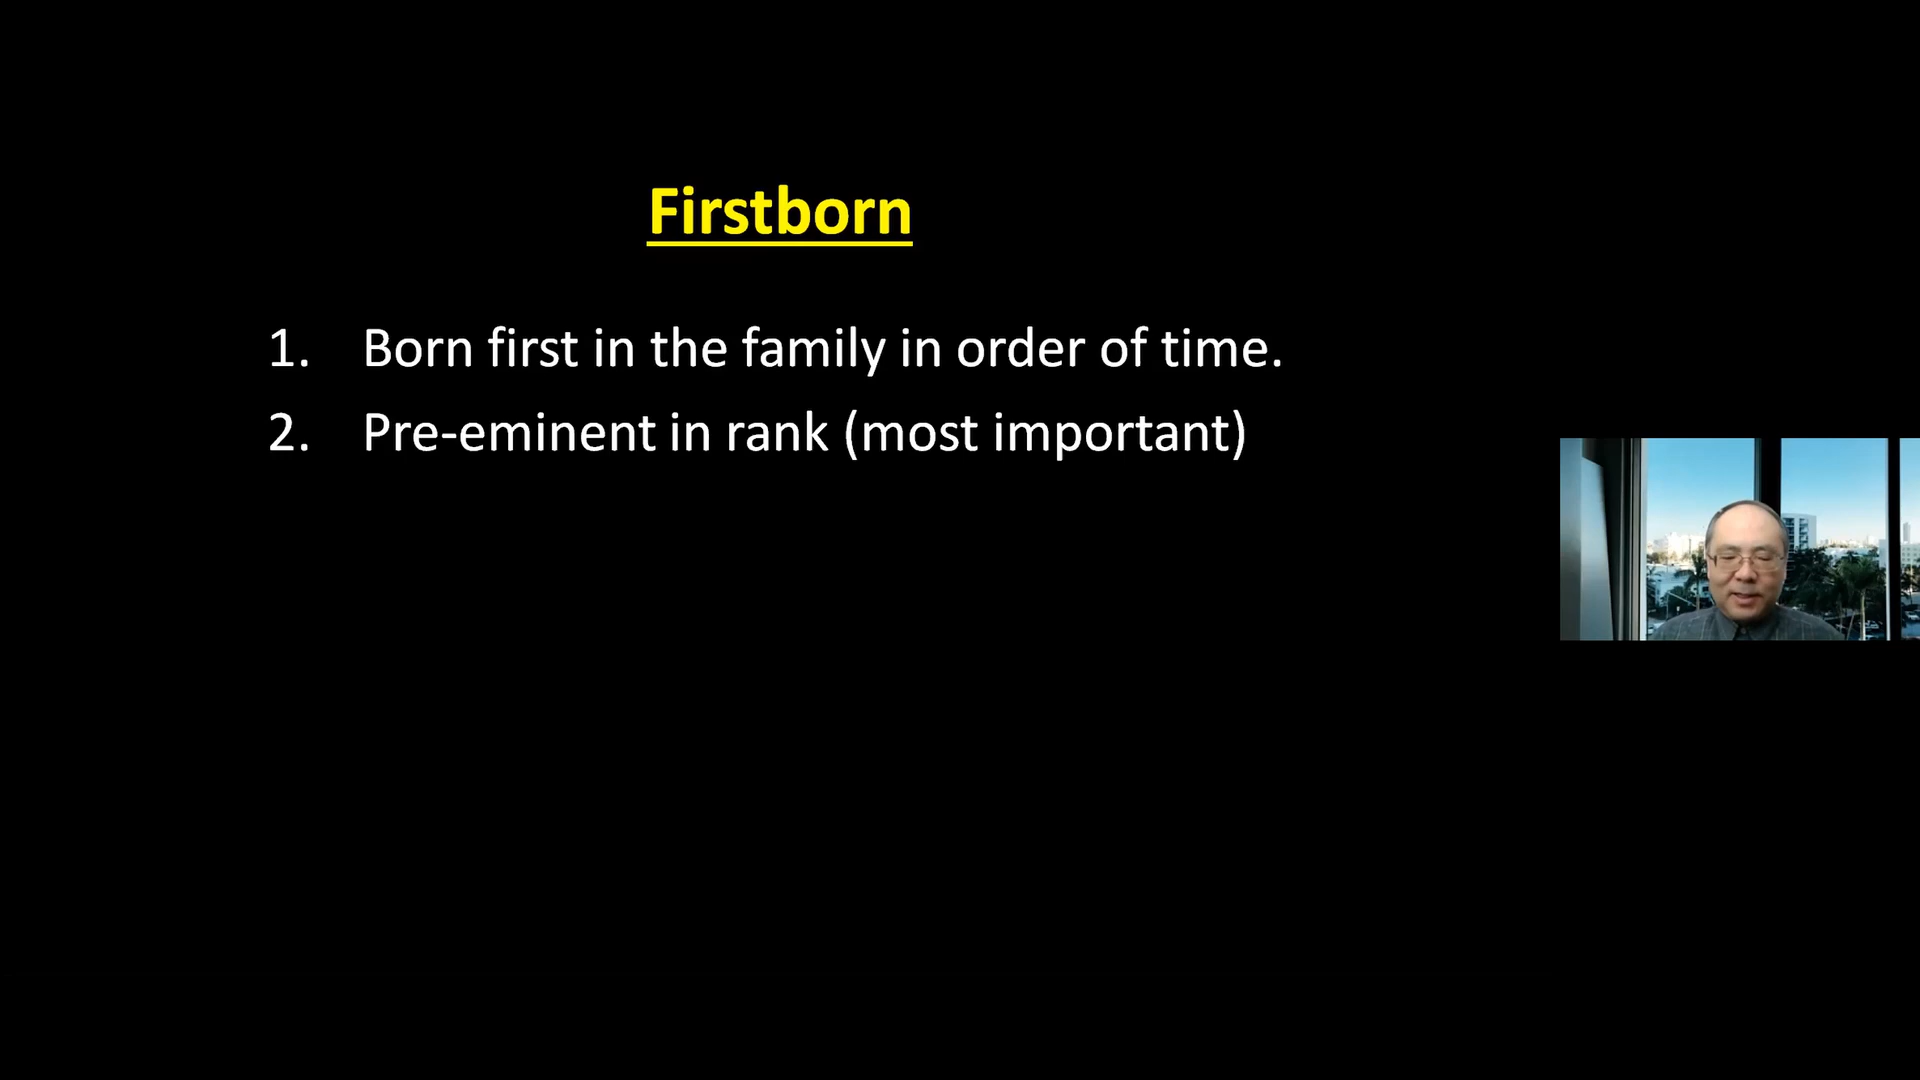 Firstborn
1. Born first in the family in order of time.
2. Pre-eminent in rank (most important)